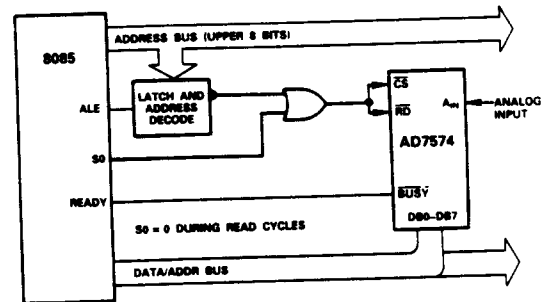 ADDRESS BUS (UPPER 8 BITS)
8085
LATCH AND
ADDRESS
DECODE
ALE
CS
RD
AIN
ANALOG
INPUT
AD7574
S0
READY
BUSY
S0 = 0 DURING READ CYCLES
DB0–DB7
DATA/ADDR BUS